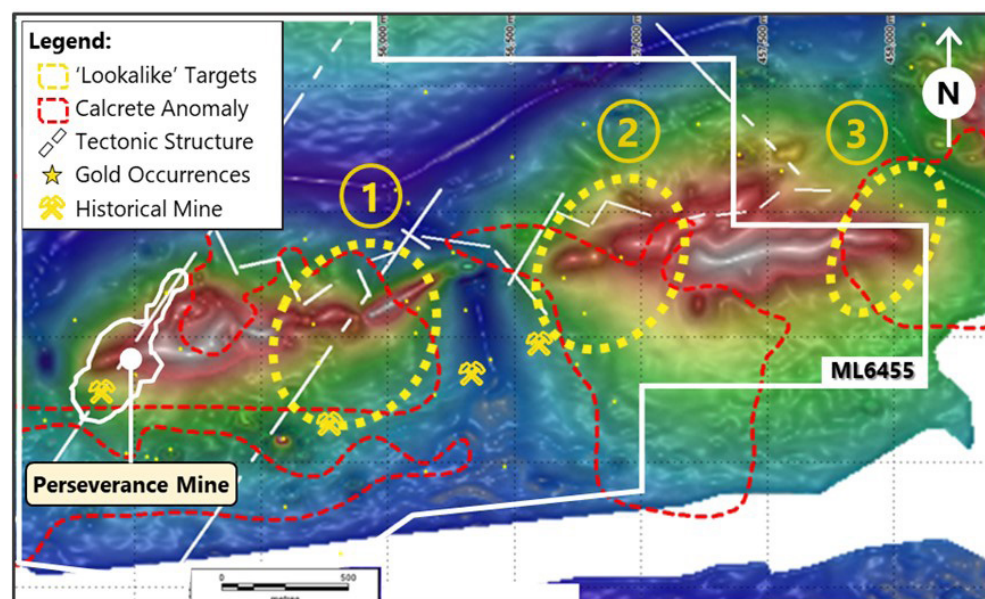 Legend:
'Lookalike' Targets
Calcrete Anomaly
Tectonic Structure
Gold Occurrences
Historical Mine
N
1
2
3
ML6455
Perseverance Mine
0 500
metres